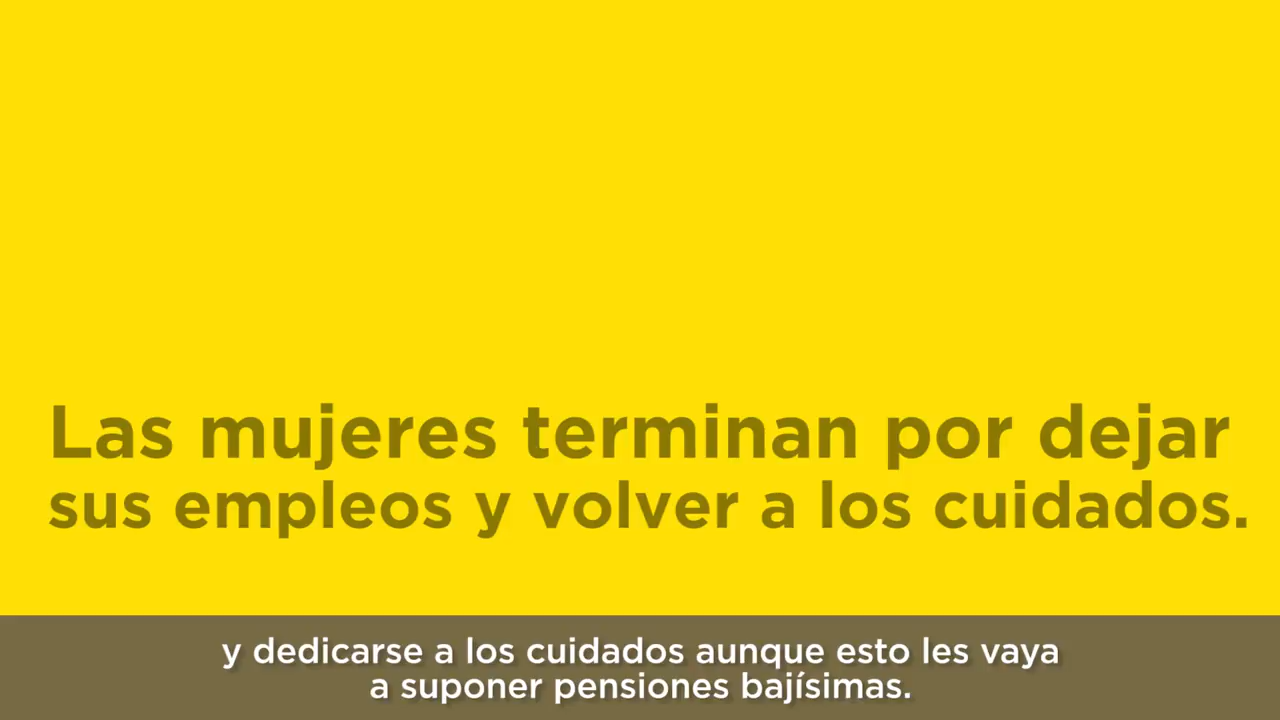 Las mujeres terminan por dejar
sus empleos y volver a los cuidados.
y dedicarse a los cuidados aunque esto les vaya
a suponer pensiones bajísimas.